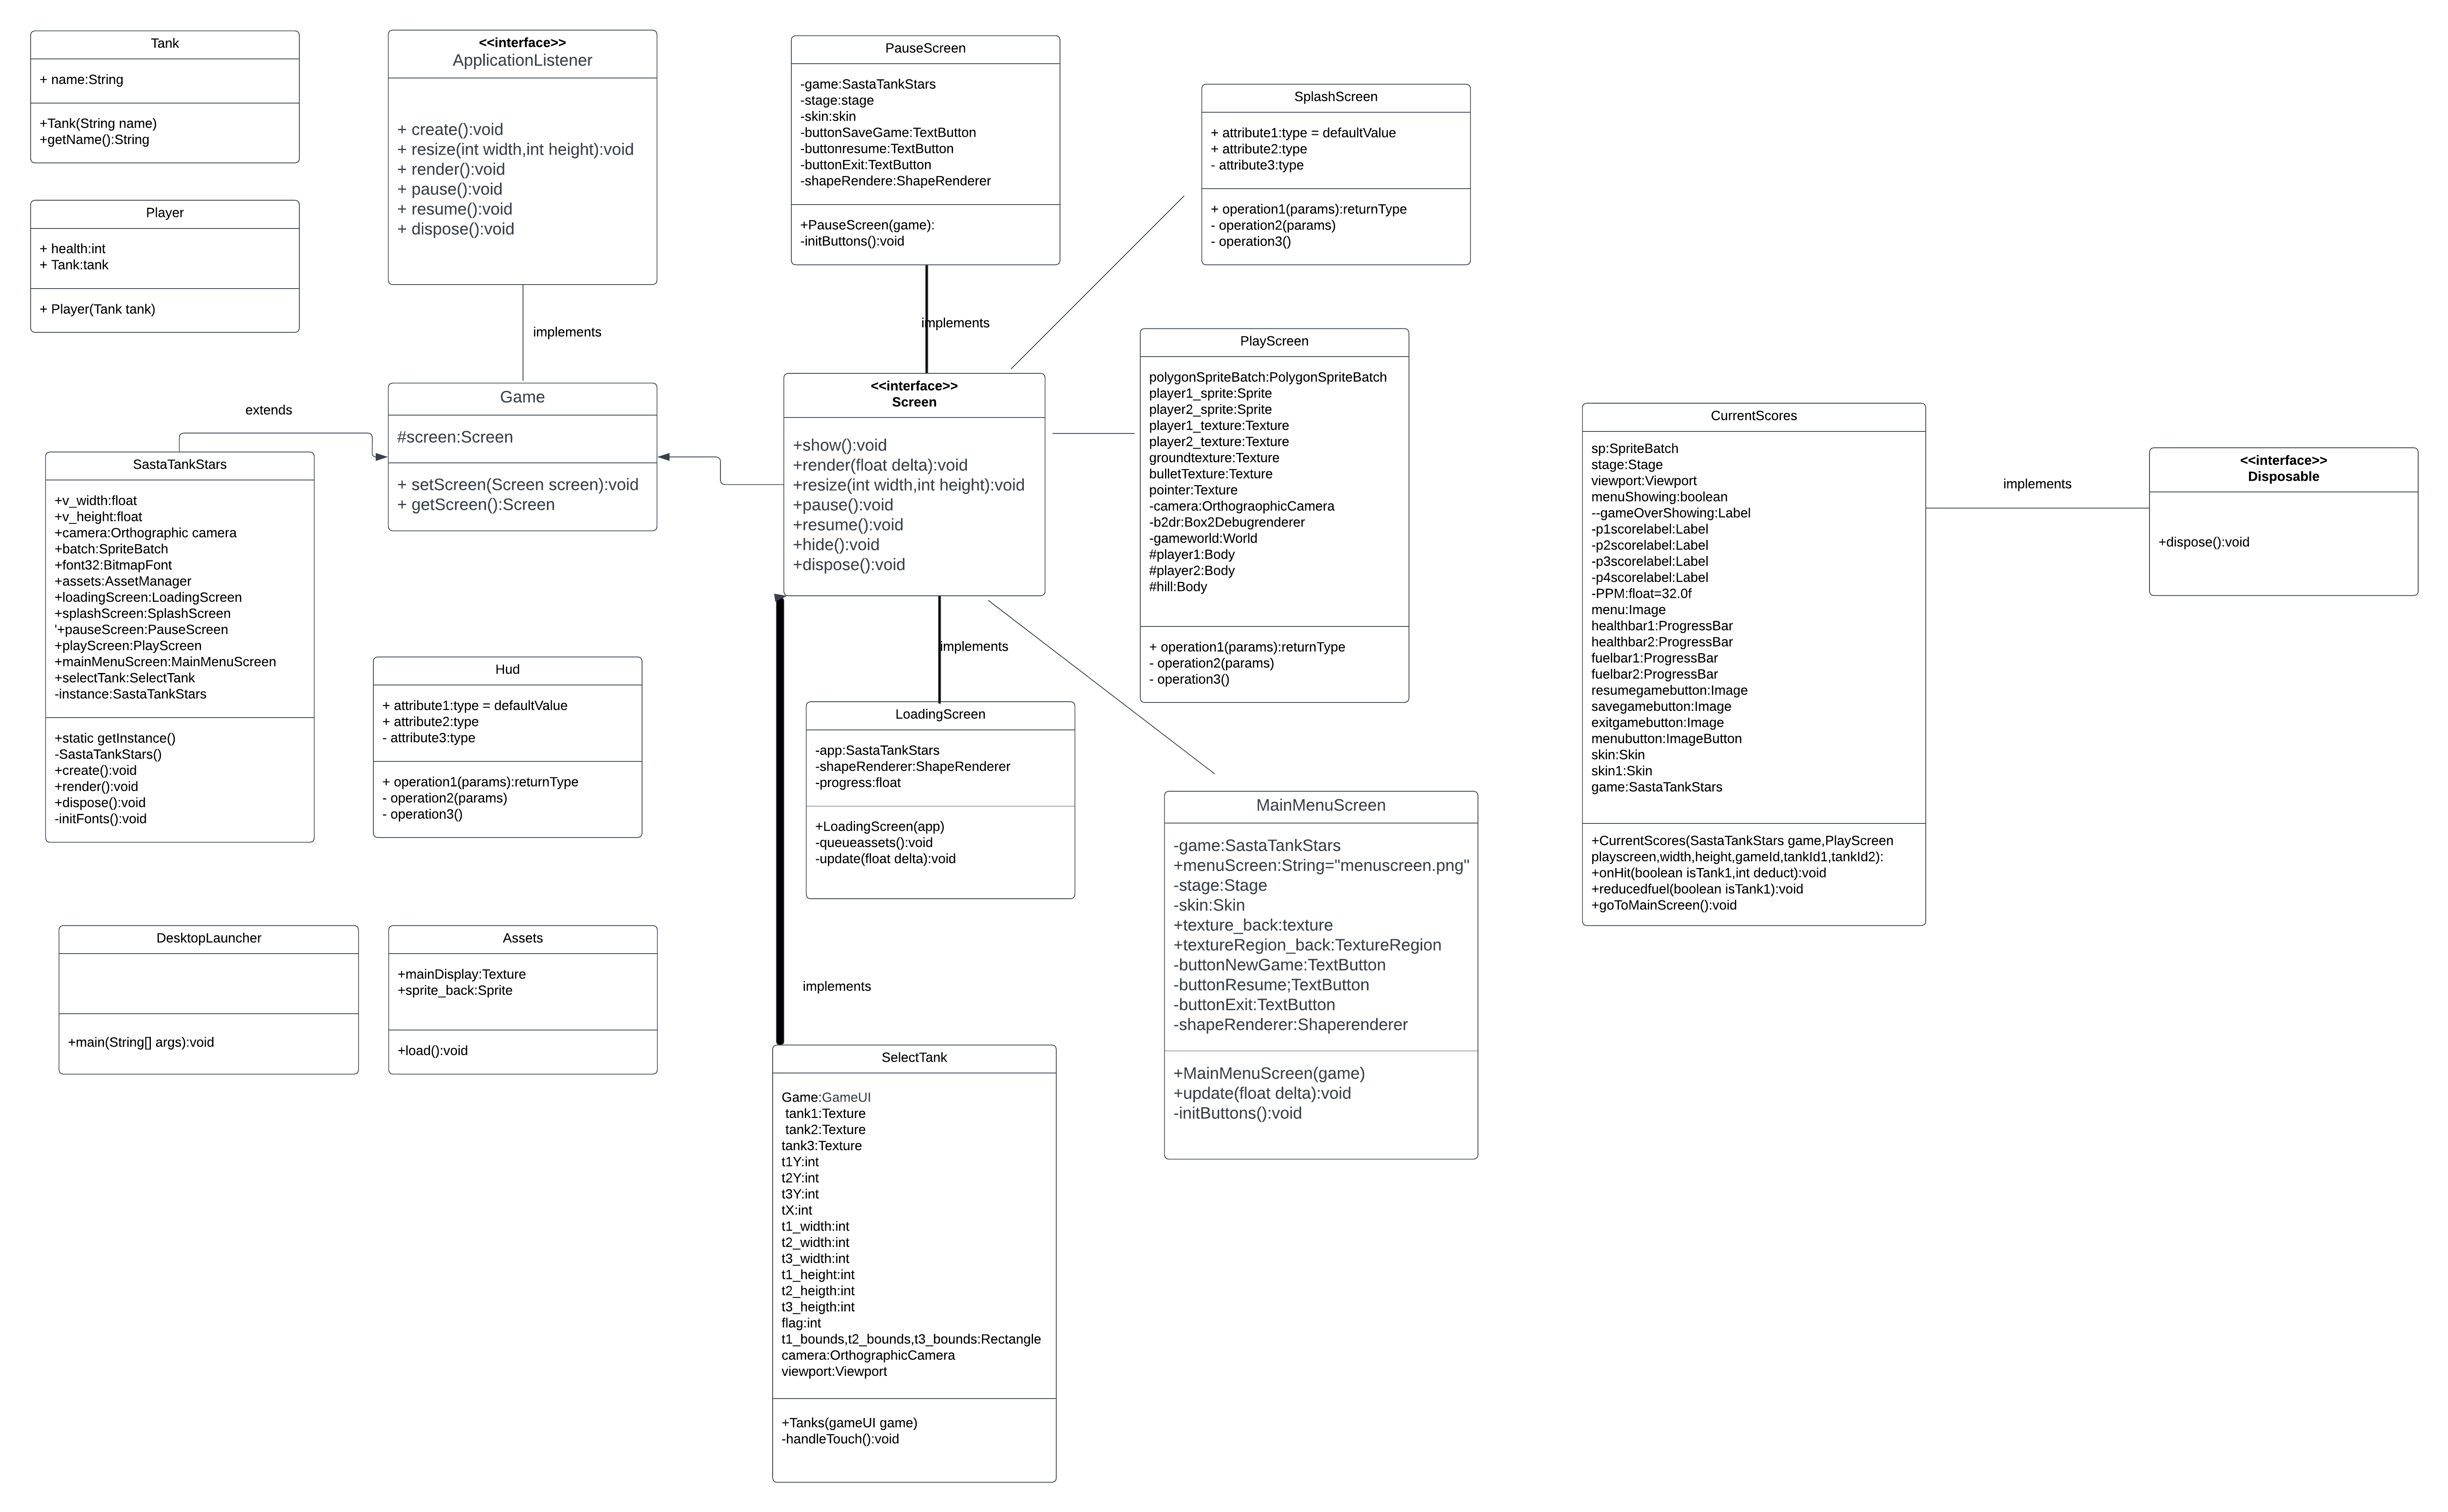 Tank
+ name:String
+Tank(String name)
+getName():String
Player
+ health:int
+ Tank:tank
+ Player(Tank tank)
<<interface>>
ApplicationListener
+ create():void
+ resize(int width,int height):void
+ render():void
+ pause():void
+ resume():void
+ dispose():void
implements
extends
Game
#screen:Screen
+ setScreen(Screen screen):void
+ getScreen():Screen
SastaTankStars
+v_width:float
+v_height:float
+camera:Orthographic camera
+batch:SpriteBatch
+font32:BitmapFont
+assets:AssetManager
+loadingScreen:LoadingScreen
+splashScreen:SplashScreen
'+pauseScreen:PauseScreen
+playScreen:PlayScreen
+mainMenuScreen:MainMenuScreen
+selectTank:SelectTank
-instance:SastaTankStars
+static getInstance()
-SastaTankStars()
+create():void
+render():void
+dispose():void
-initFonts():void
Hud
+ attribute1:type = defaultValue
+ attribute2:type
- attribute3:type
+ operation1(params):returnType
- operation2(params)
- operation3()
DesktopLauncher
+main(String[] args):void
Assets
+mainDisplay:Texture
+sprite_back:Sprite
+load():void
PauseScreen
-game:SastaTankStars
-stage:stage
-skin:skin
-buttonSaveGame:TextButton
-buttonresume:TextButton
-buttonExit:TextButton
-shapeRendere:ShapeRenderer
+PauseScreen(game):
-initButtons():void
implements
<<interface>>
Screen
+show():void
+render(float delta):void
+resize(int width,int height):void
+pause():void
+resume():void
+hide():void
+dispose():void
implements
LoadingScreen
-app:SastaTankStars
-shapeRenderer:ShapeRenderer
-progress:float
+LoadingScreen(app)
-queueassets():void
-update(float delta):void
implements
SelectTank
Game:GameUI
tank1:Texture
tank2:Texture
tank3:Texture
t1Y:int
t2Y:int
t3Y:int
tX:int
t1_width:int
t2_width:int
t3_width:int
t1_height:int
t2_heigth:int
t3_heigth:int
flag:int
t1_bounds,t2_bounds,t3_bounds:Rectangle
camera:OrthographicCamera
viewport:Viewport
+Tanks(gameUI game)
-handleTouch():void
SplashScreen
+ attribute1:type = defaultValue
+ attribute2:type
- attribute3:type
+ operation1(params):returnType
- operation2(params)
- operation3()
PlayScreen
polygonSpriteBatch:PolygonSpriteBatch
player1_sprite:Sprite
player2_sprite:Sprite
player1_texture:Texture
player2_texture:Texture
groundtexture:Texture
bulletTexture:Texture
pointer:Texture
-camera:OrthograophicCamera
-b2dr:Box2Debugrenderer
-gameworld:World
#player1:Body
#player2:Body
#hill:Body
+ operation1(params):returnType
- operation2(params)
- operation3()
MainMenuScreen
-game:SastaTankStars
+menuScreen:String="menuscreen.png"
-stage:Stage
-skin:Skin
+texture_back:texture
+textureRegion_back:TextureRegion
-buttonNewGame:TextButton
-buttonResume;TextButton
-buttonExit:TextButton
-shapeRenderer:Shaperenderer
+MainMenuScreen(game)
+update(float delta):void
-initButtons():void
CurrentScores
sp:SpriteBatch
stage:Stage
viewport:Viewport
menuShowing:boolean
--gameOverShowing:Label
-p1scorelabel:Label
-p2scorelabel:Label
-p3scorelabel:Label
-p4scorelabel:Label
-PPM:float=32.0f
menu:Image
healthbar1:ProgressBar
healthbar2:ProgressBar
fuelbar1:ProgressBar
fuelbar2:ProgressBar
resumegamebutton:Image
savegamebutton:Image
exitgamebutton:Image
menubutton:ImageButton
skin:Skin
skin1:Skin
game:SastaTankStars
+CurrentScores(SastaTankStars game,PlayScreen
playscreen,width,height,gameId,tankId1,tankId2):
+onHit(boolean isTank1,int deduct):void
+reducedfuel(boolean isTank1):void
+goToMainScreen():void
implements
<<interface>>
Disposable
+dispose():void